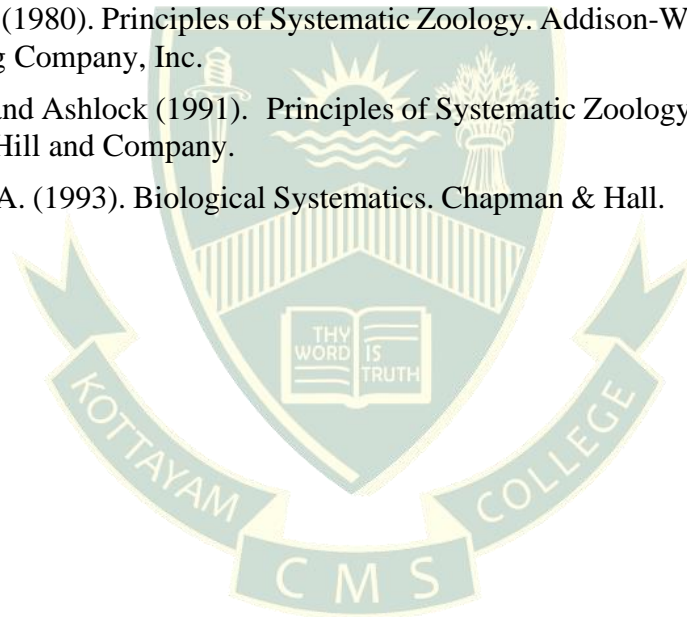 (1980). Principles of Systematic Zoology. Addison-W
g Company, Inc.
and Ashlock (1991). Principles of Systematic Zoology
Hill and Company.
A. (1993). Biological Systematics. Chapman & Hall.
THY
WORD IS
TRUTH
KOTTAYAM
CMS
COLLEGE